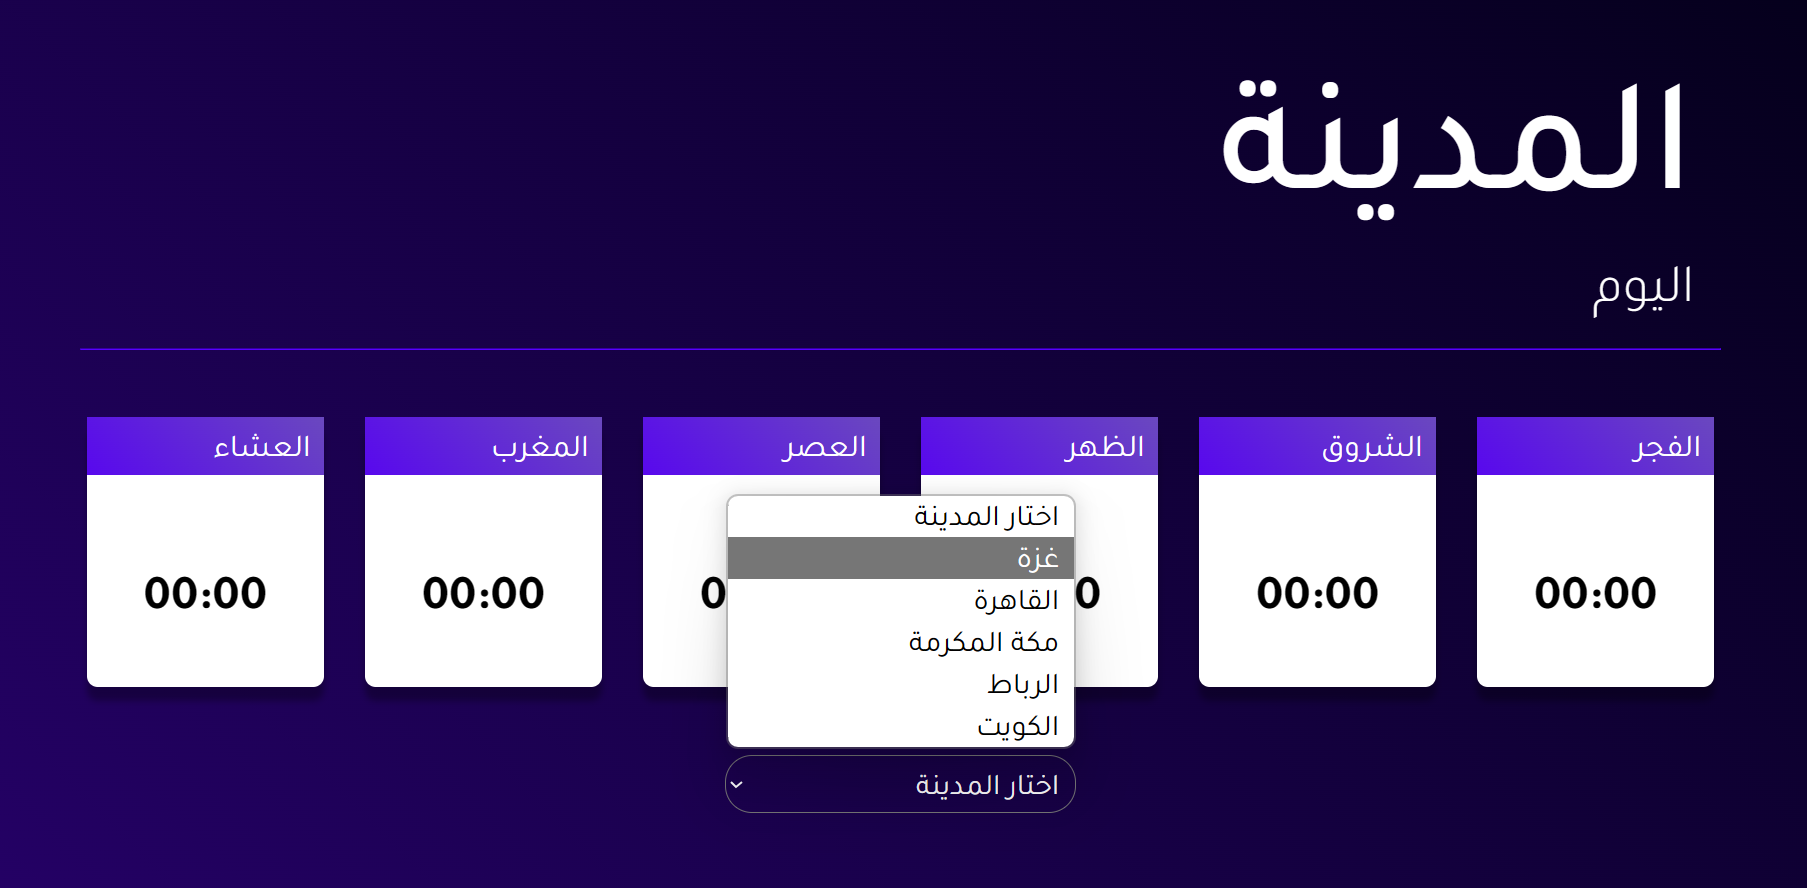 المدينة
اليوم
الفجر
الشروق
الظهر
العصر
المغرب
العشاء
00:00
00:00
0
0
00:00
00:00
اختار المدينة
غزة
القاهرة
مكة المكرمة
الرباط
الكويت
اختار المدينة